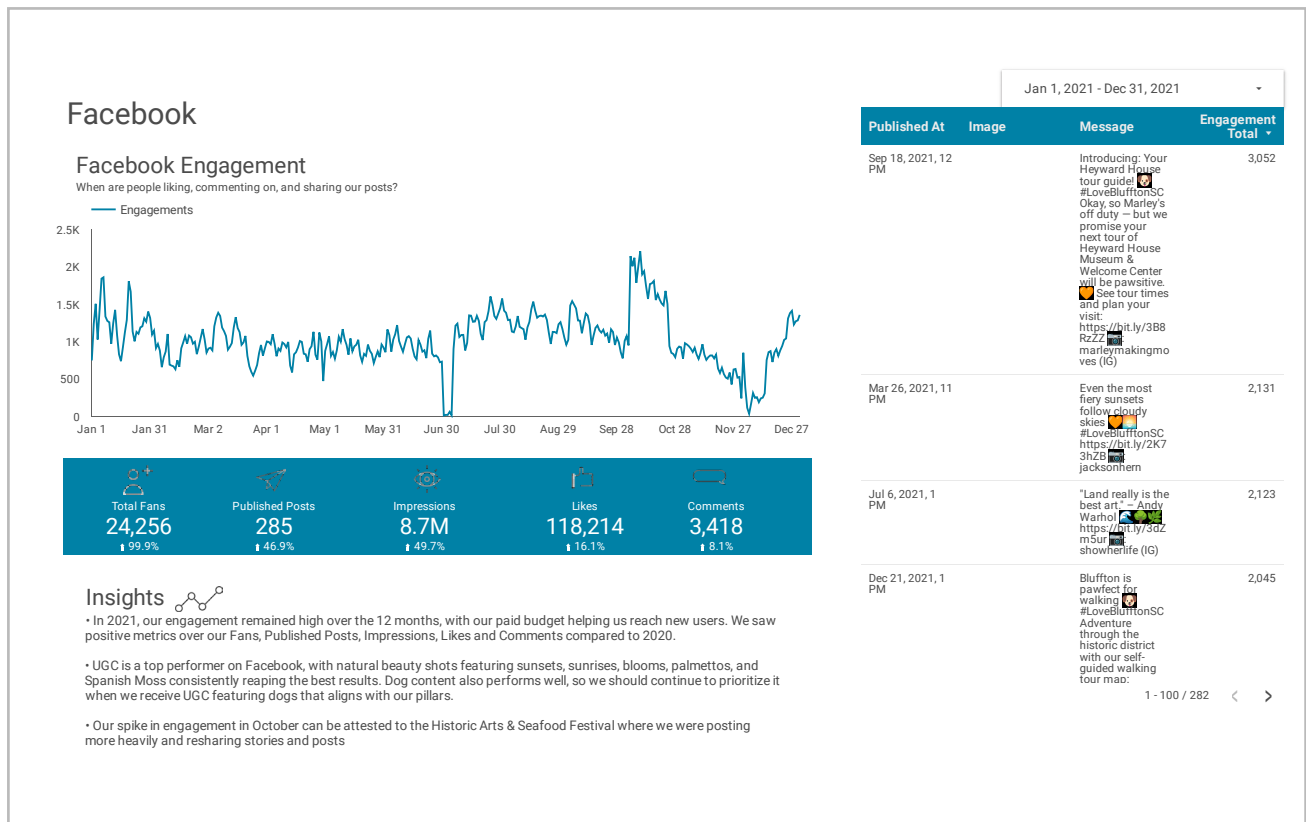 Facebook
Facebook Engagement
When are people liking, commenting on, and sharing our posts?
Engagements
2.5K
2K
1.5K
1K
500
0
Jan 1 Jan 31 Mar 2 Apr 1 May 1 May 31 Jun 30 Jul 30 Aug 29 Sep 28 Oct 28 Nov 27 Dec 27
Total Fans Published Posts Impressions Likes Comments
24,256 285 8.7M 118,214 3,418
99.9% 46.9% 49.7% 16.1% 8.1%
Insights
• In 2021, our engagement remained high over the 12 months, with our paid budget helping us reach new users. We saw
positive metrics over our Fans, Published Posts, Impressions, Likes and Comments compared to 2020.
• UGC is a top performer on Facebook, with natural beauty shots featuring sunsets, sunrises, blooms, palmettos, and
Spanish Moss consistently reaping the best results. Dog content also performs well, so we should continue to prioritize it
when we receive UGC featuring dogs that aligns with our pillars.
• Our spike in engagement in October can be attested to the Historic Arts & Seafood Festival where we were posting
more heavily and resharing stories and posts
Jan 1, 2021 - Dec 31, 2021
Published At Image Message Engagement
Total
Sep 18, 2021, 12
PM
Introducing: Your
Heyward House
tour guide! 🐶
#LoveBlufftonSC
Okay, so Marley's
off duty — but we
promise your
next tour of
Heyward House
Museum &
Welcome Center
will be pawsitive.
🧡 See tour times
and plan your
visit:
https://bit.ly/3B8
RzZZ 📷:
marleymakingmo
ves (IG)
3,052
Mar 26, 2021, 11
PM
Even the most
fiery sunsets
follow cloudy
skies 🧡🌅
#LoveBlufftonSC
https://bit.ly/2K7
3hZB 📷:
jacksonhern
2,131
Jul 6, 2021, 1
PM
"Land really is the
best art." – Andy
Warhol 🌊🌳🌿
https://bit.ly/3dZ
m5ur 📷:
showherlife (IG)
2,123
Dec 21, 2021, 1
PM
Bluffton is
pawfect for
walking 🐶
#LoveBlufftonSC
Adventure
through the
historic district
with our self-
guided walking
tour map:
2,045
1 - 100 / 282